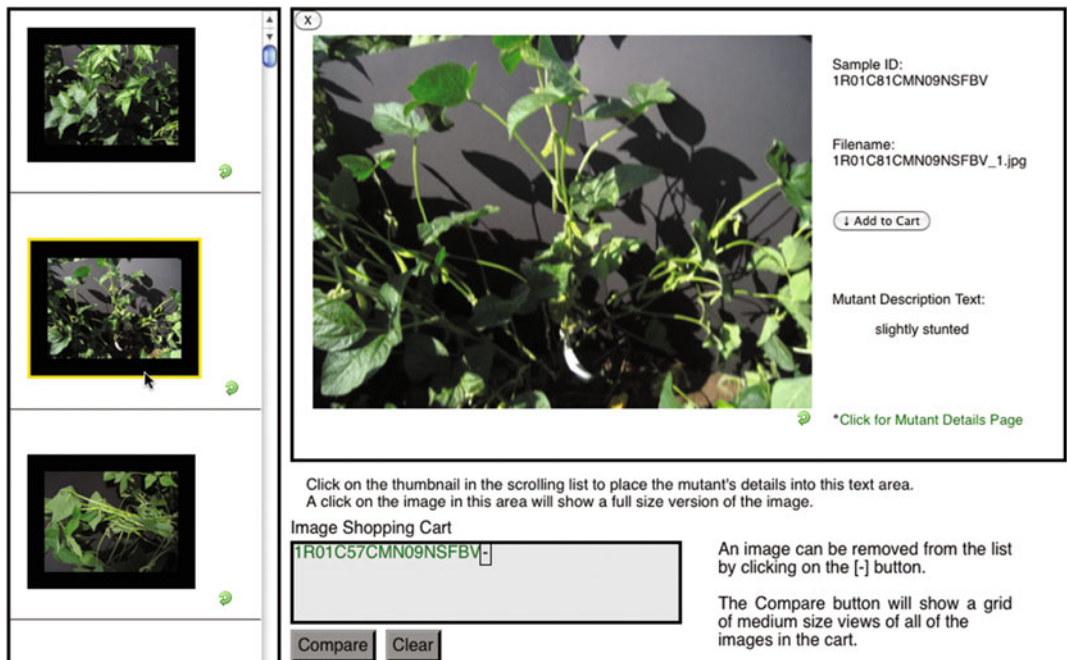 X
Sample ID:
1R01C81CMN09NSFBV
Filename:
1R01C81CMN09NSFBV_1.jpg
↓ Add to Cart
Mutant Description Text:
slightly stunted
*Click for Mutant Details Page
Click on the thumbnail in the scrolling list to place the mutant's details into this text area.
A click on the image in this area will show a full size version of the image.
Image Shopping Cart
1R01C57CMN09NSFBV-
An image can be removed from the list
by clicking on the [-] button.
The Compare button will show a grid
of medium size views of all of the
images in the cart.
Compare Clear